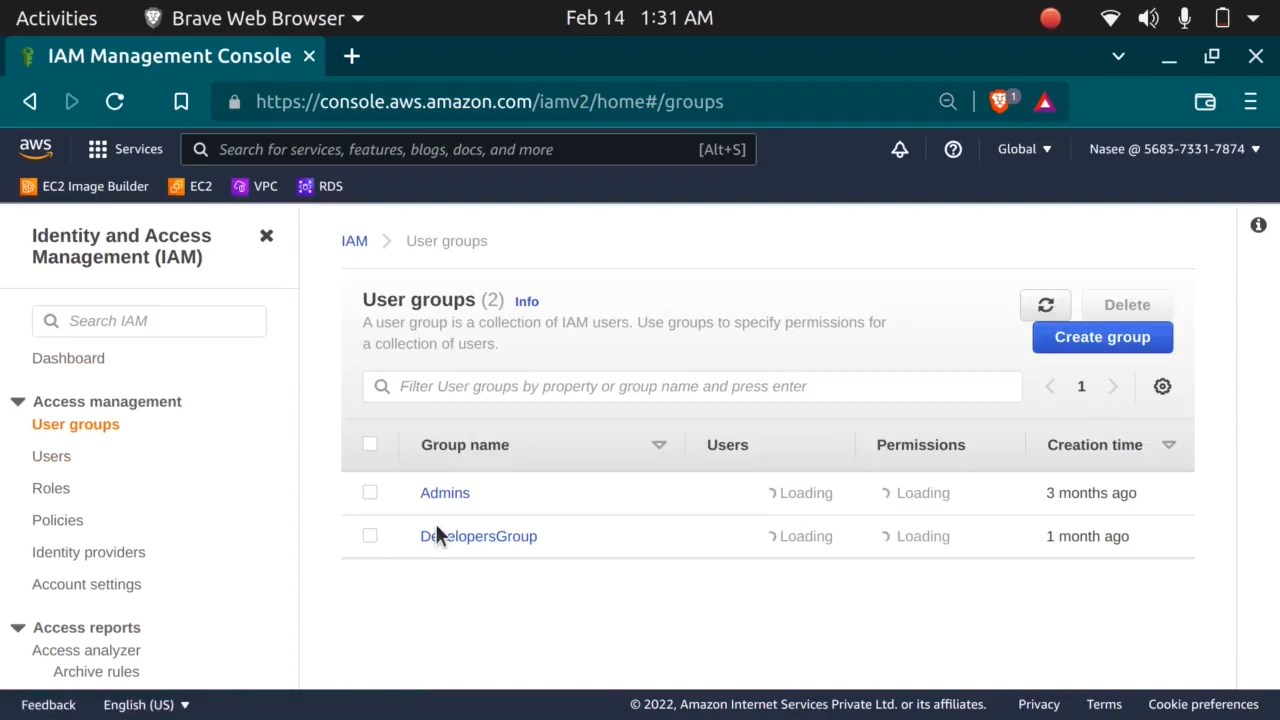 Activities Brave Web Browser Feb 14 1:31 AM
IAM Management Console
https://console.aws.amazon.com/iamv2/home#/groups 1
aws Services Search for services, features, blogs, docs, and more [Alt+S] Global Nasee @ 5683-7331-7874
EC2 Image Builder EC2 VPC RDS
Identity and Access
Management (IAM)
Search IAM
Dashboard
Access management
User groups
Users
Roles
Policies
Identity providers
Account settings
Access reports
Access analyzer
Archive rules
IAM User groups
User groups (2) Info
A user group is a collection of IAM users. Use groups to specify permissions for
a collection of users.
Delete
Create group
Filter User groups by property or group name and press enter 1
Group name Users Permissions Creation time
Admins Loading Loading 3 months ago
DevelopersGroup Loading Loading 1 month ago
Feedback English (US) © 2022, Amazon Internet Services Private Ltd. or its affiliates. Privacy Terms Cookie preferences